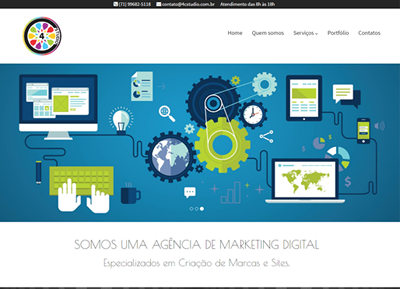 (71) 99682-5118 contato@4cstudio.com.br Atendimento das 8h às 18h
Home Quem somos Serviços Portfólio Contatos
SOMOS UMA AGÊNCIA DE MARKETING DIGITAL
Especializados em Criação de Marcas e Sites.